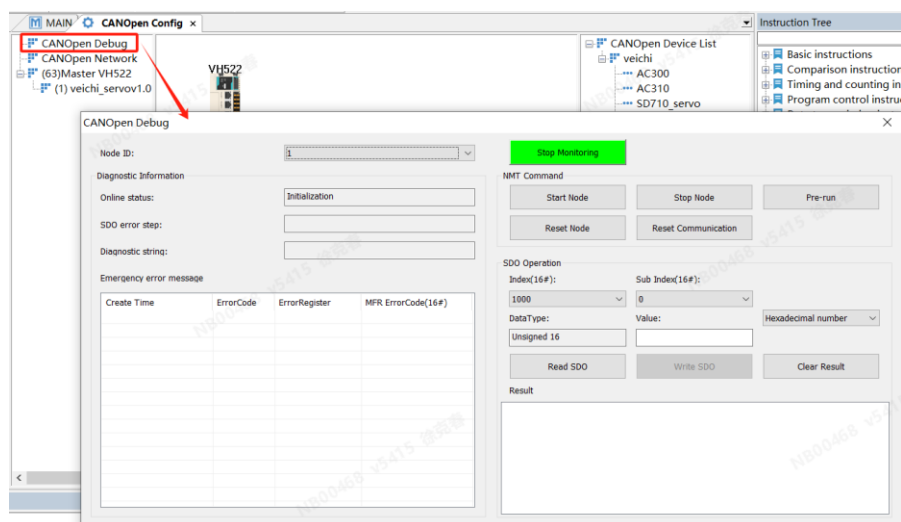 MAIN
CANOpen Config ×
CANOpen Debug
CANOpen Network
(63)Master VH522
(1) veichi_servov1.0
VH522
CANOpen Device List
veichi
AC300
AC310
SD710_servo
Instruction Tree
Basic instructions
Comparison instruction
Timing and counting in
Program control instru
CANOpen Debug
Node ID:
1
Stop Monitoring
Diagnostic Information
Online status:
Initialization
SDO error step:
Diagnostic string:
Emergency error message
Create Time ErrorCode ErrorRegister MFR ErrorCode(16#)
NMT Command
Start Node Stop Node Pre-run
Reset Node Reset Communication
SDO Operation
Index(16#): Sub Index(16#):
1000 0
DataType: Value: Hexadecimal number
Unsigned 16
Read SDO Write SDO Clear Result
Result
NB00468 v5415